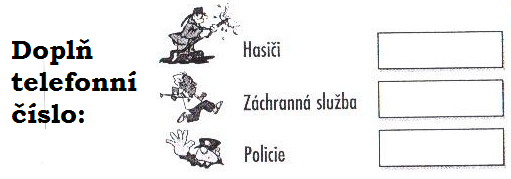 Doplň
telefonní
číslo:
Hasiči
Záchranná služba
Policie